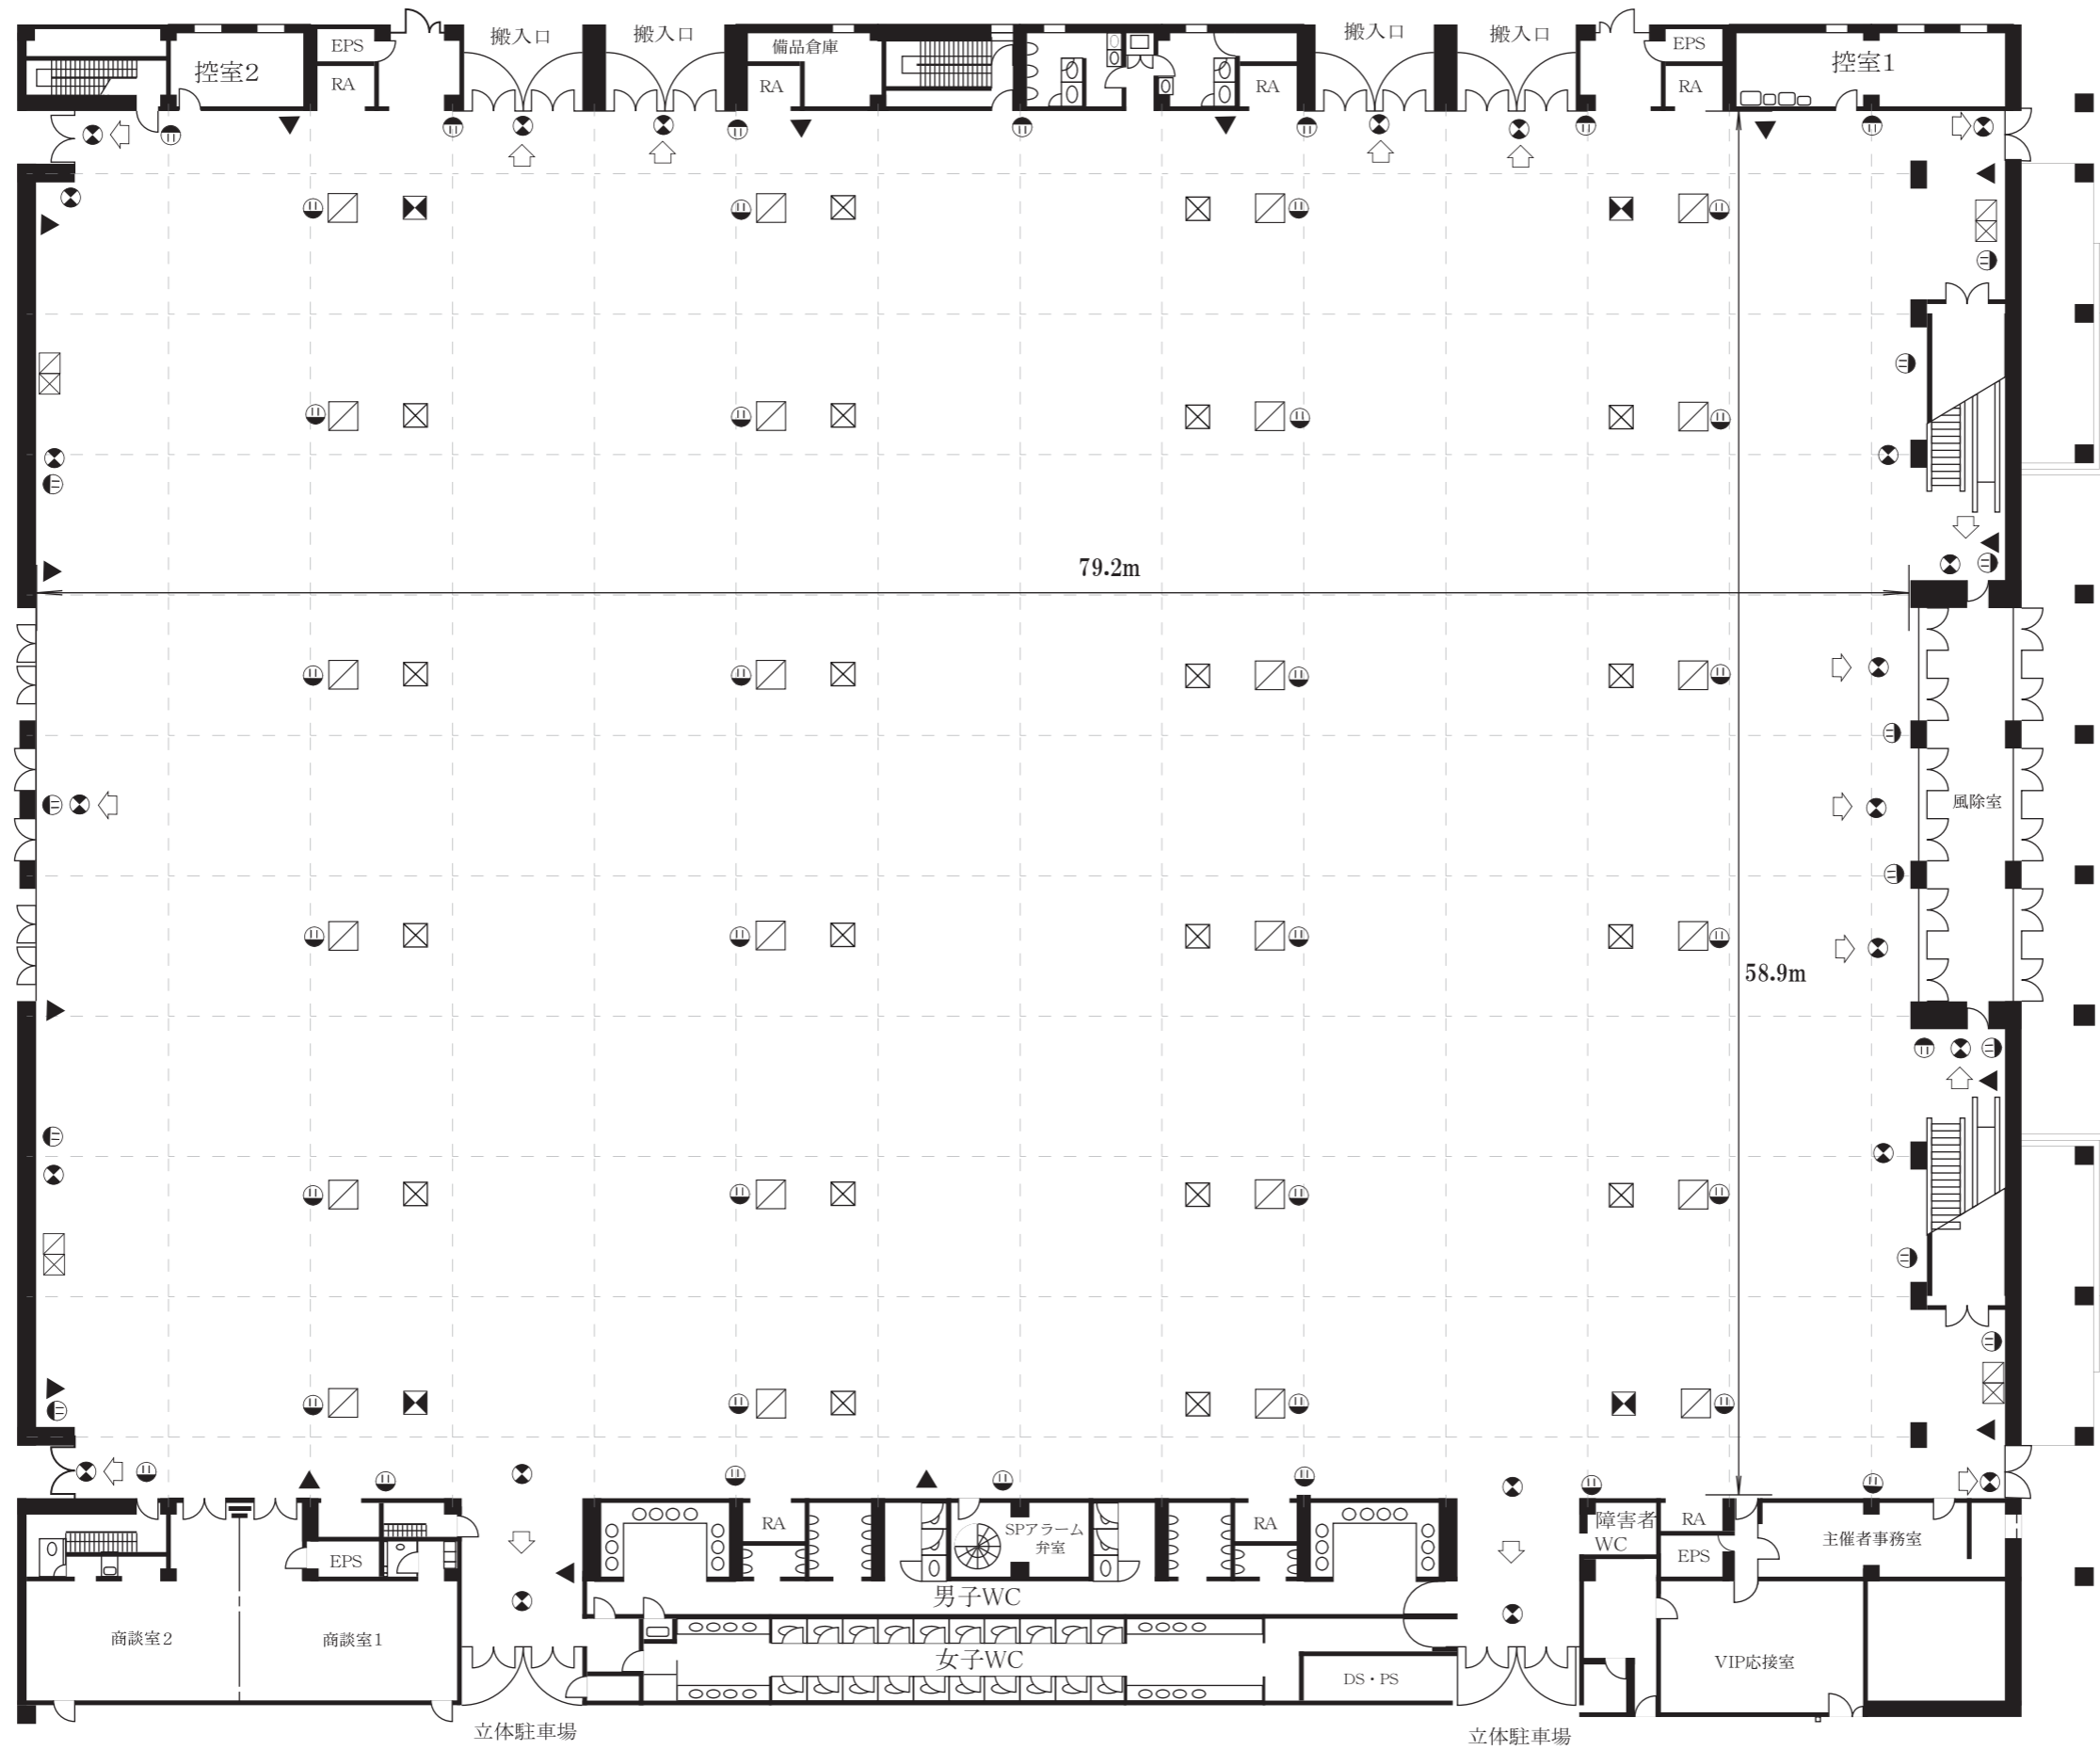 搬入口
搬入口
搬入口
搬入口
EPS
備品倉庫
EPS
控室2
控室1
RA
RA
RA
RA
79.2m
風除室
58.9m
RA
SPアラーム
弁室
RA
障害者
WC
RA
主催者事務室
EPS
EPS
男子WC
商談室2
商談室1
女子WC
DS・PS
VIP応接室
立体駐車場
立体駐車場